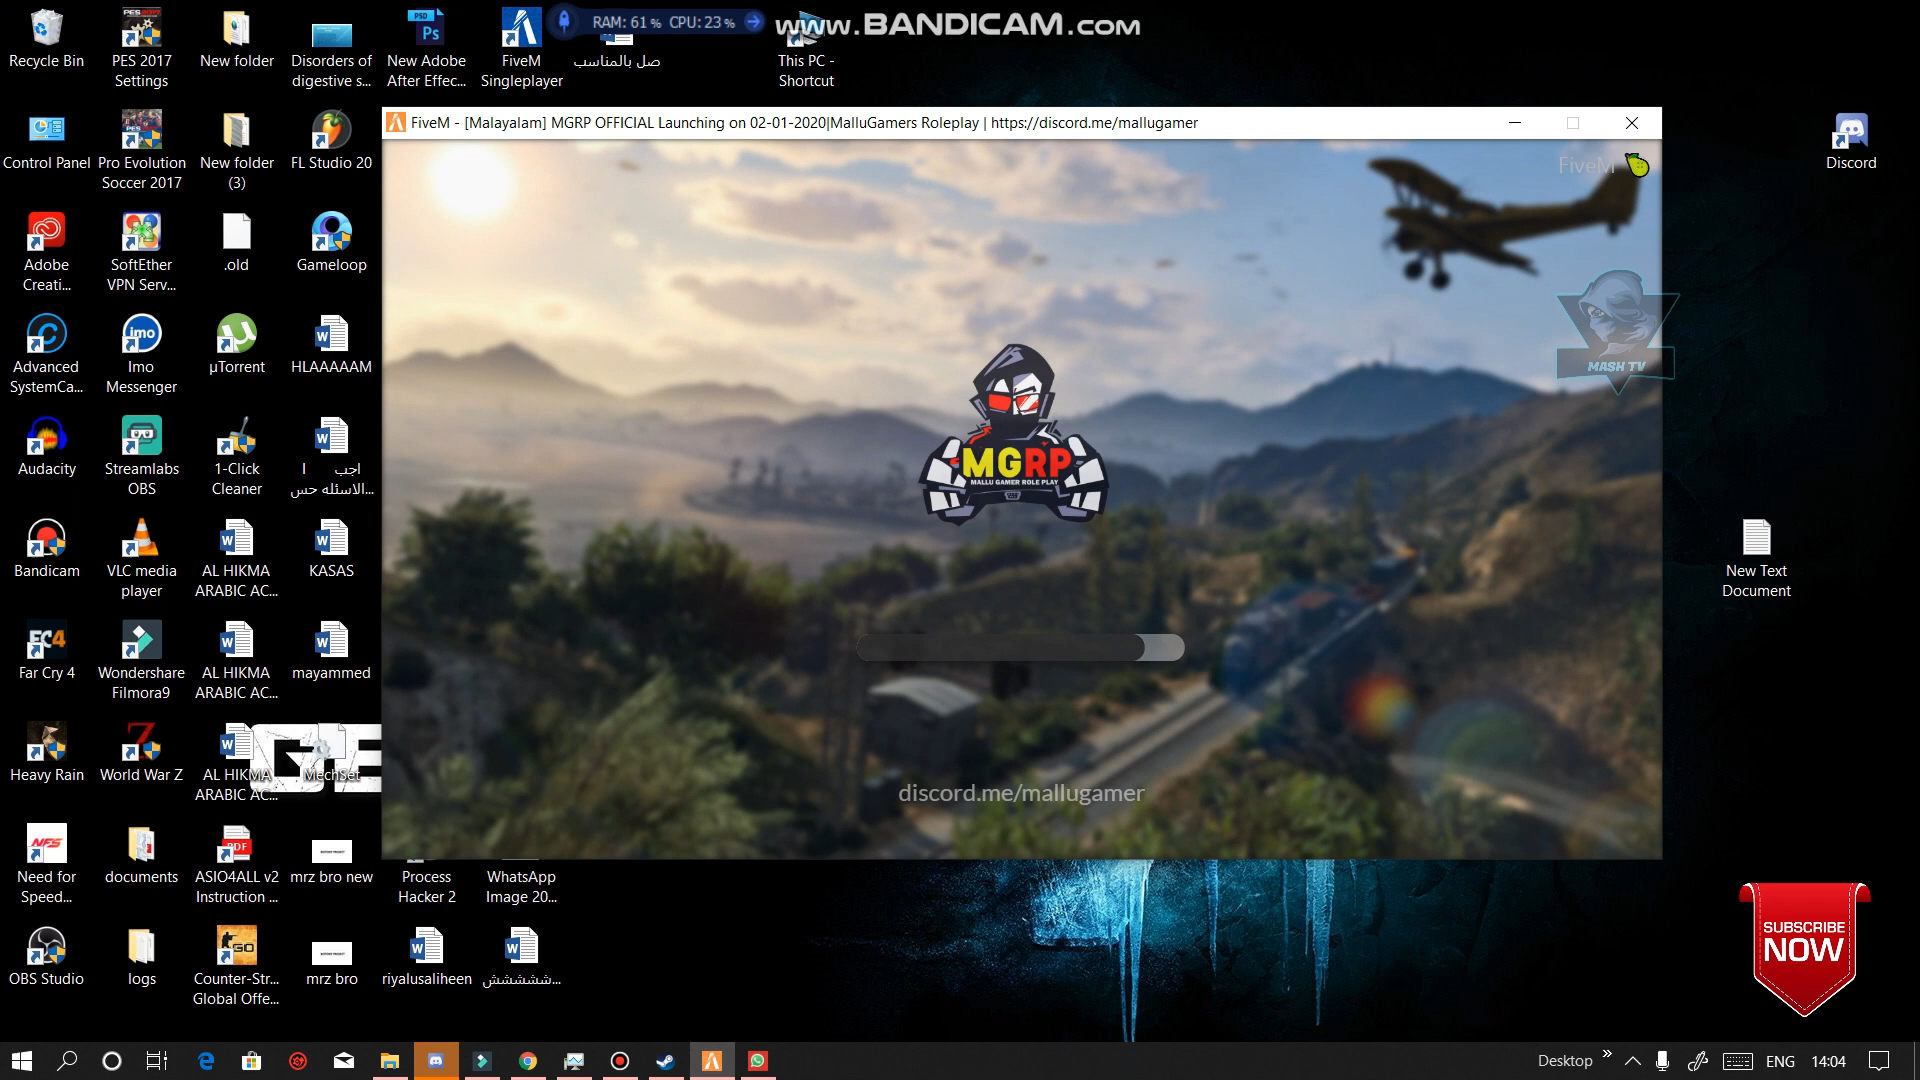 RAM: 61 % CPU: 23 %
www.BANDICAM.com
Recycle Bin
PES 2017
Settings
New folder
Disorders of
digestive s...
New Adobe
After Effec...
FiveM
Singleplayer
صل بالمناسب
This PC -
Shortcut
FiveM - [Malayalam] MGRP OFFICIAL Launching on 02-01-2020|MalluGamers Roleplay | https://discord.me/mallugamer
Control Panel
Pro Evolution
Soccer 2017
New folder
(3)
FL Studio 20
FiveM
Discord
Adobe
Creati...
SoftEther
VPN Serv...
.old
Gameloop
Advanced
SystemCa...
Imo
Messenger
µTorrent
HLAAAAAM
MASH TV
Audacity
Streamlabs
OBS
1-Click
Cleaner
اجب ا
الاسئله حس...
MGRP
MALLU GAMER ROLE PLAY
Bandicam
VLC media
player
AL HIKMA
ARABIC AC...
KASAS
New Text
Document
Far Cry 4
Wondershare
Filmora9
AL HIKMA
ARABIC AC...
mayammed
Heavy Rain
World War Z
AL HIKMA
ARABIC AC...
MechSet
discord.me/mallugamer
Need for
Speed...
documents
ASIO4ALL v2
Instruction ...
mrz bro new
Process
Hacker 2
WhatsApp
Image 20...
OBS Studio
logs
Counter-Str...
Global Offe...
mrz bro
riyalusaliheen
ششششش...
SUBSCRIBE
NOW
Desktop
ENG
14:04